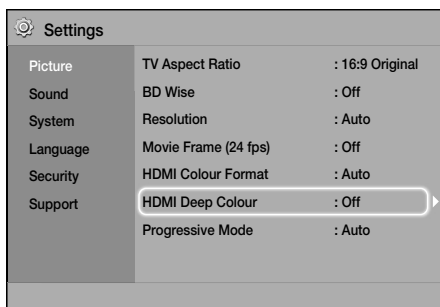 Settings
Picture
Sound
System
Language
Security
Support
TV Aspect Ratio : 16:9 Original
BD Wise : Off
Resolution : Auto
Movie Frame (24 fps) : Off
HDMI Colour Format : Auto
HDMI Deep Colour : Off
Progressive Mode : Auto